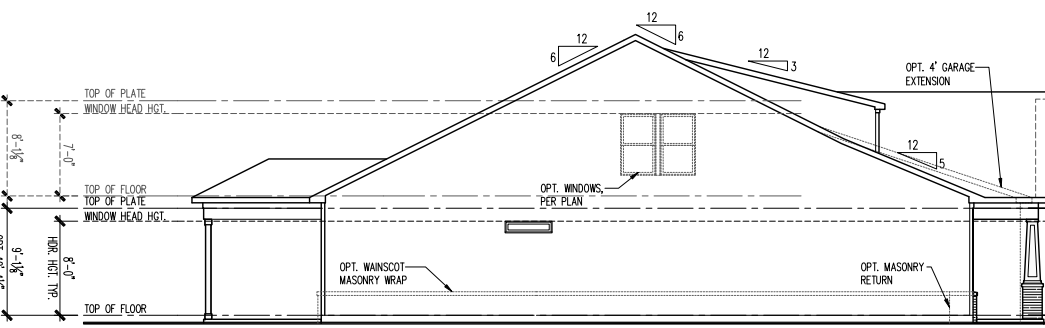 12
6
12
6
12
3
OPT. 4' GARAGE
EXTENSION
TOP OF PLATE
WINDOW HEAD HGT.
8'-1⅛"
7'-0"
12
5
TOP OF FLOOR
TOP OF PLATE
OPT. WINDOWS,
PER PLAN
WINDOW HEAD HGT.
9'-1⅛"
8'-0"
HDR. HGT. TYP.
OPT. WAINSCOT
MASONRY WRAP
OPT. MASONRY
RETURN
TOP OF FLOOR